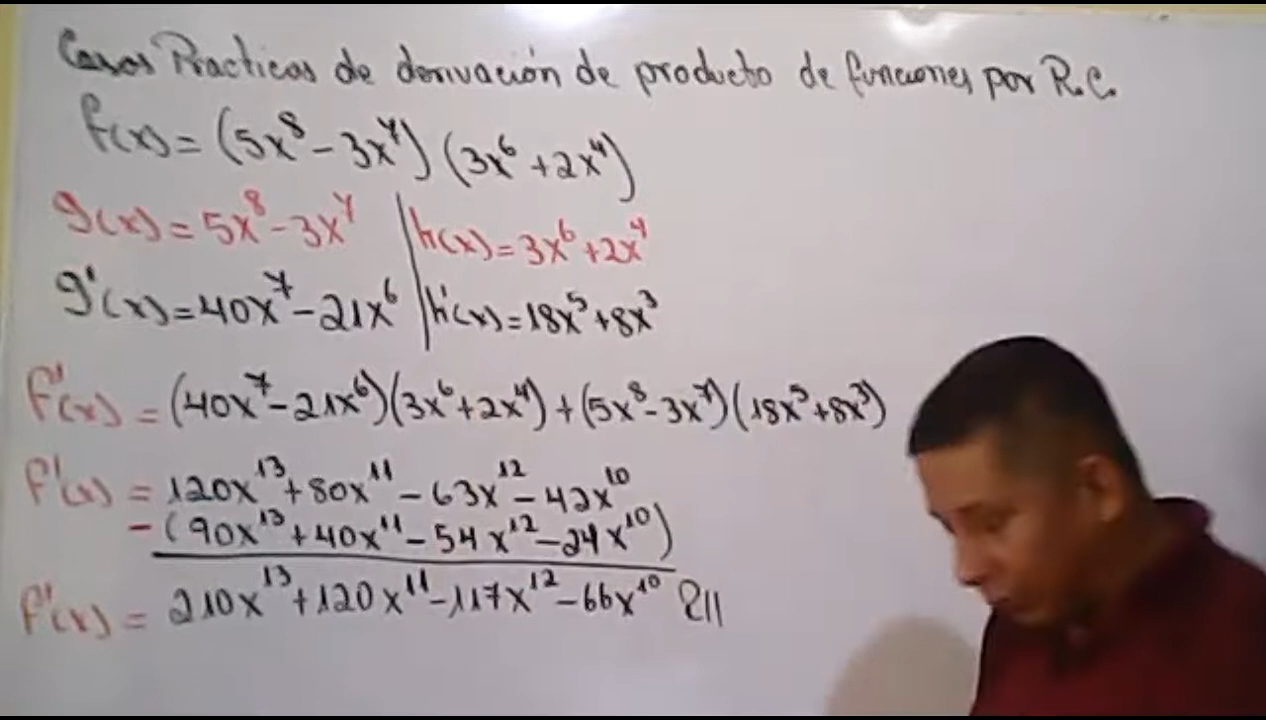 Casos Practicos de derivación de producto de funciones por R.C.
f(x) = (5x⁸ - 3x⁷) (3x⁶ + 2x⁴)
g(x) = 5x⁸ - 3x⁷ | h(x) = 3x⁶ + 2x⁴
g'(x) = 40x⁷ - 21x⁶ | h'(x) = 18x⁵ + 8x³
f'(x) = (40x⁷ - 21x⁶)(3x⁶ + 2x⁴) + (5x⁸ - 3x⁷)(18x⁵ + 8x³)
f'(x) = 120x¹³ + 80x¹¹ - 63x¹² - 42x¹⁰
- (90x¹³ + 40x¹¹ - 54x¹² - 24x¹⁰)
f'(x) = 210x¹³ + 120x¹¹ - 117x¹² - 66x¹⁰ R//